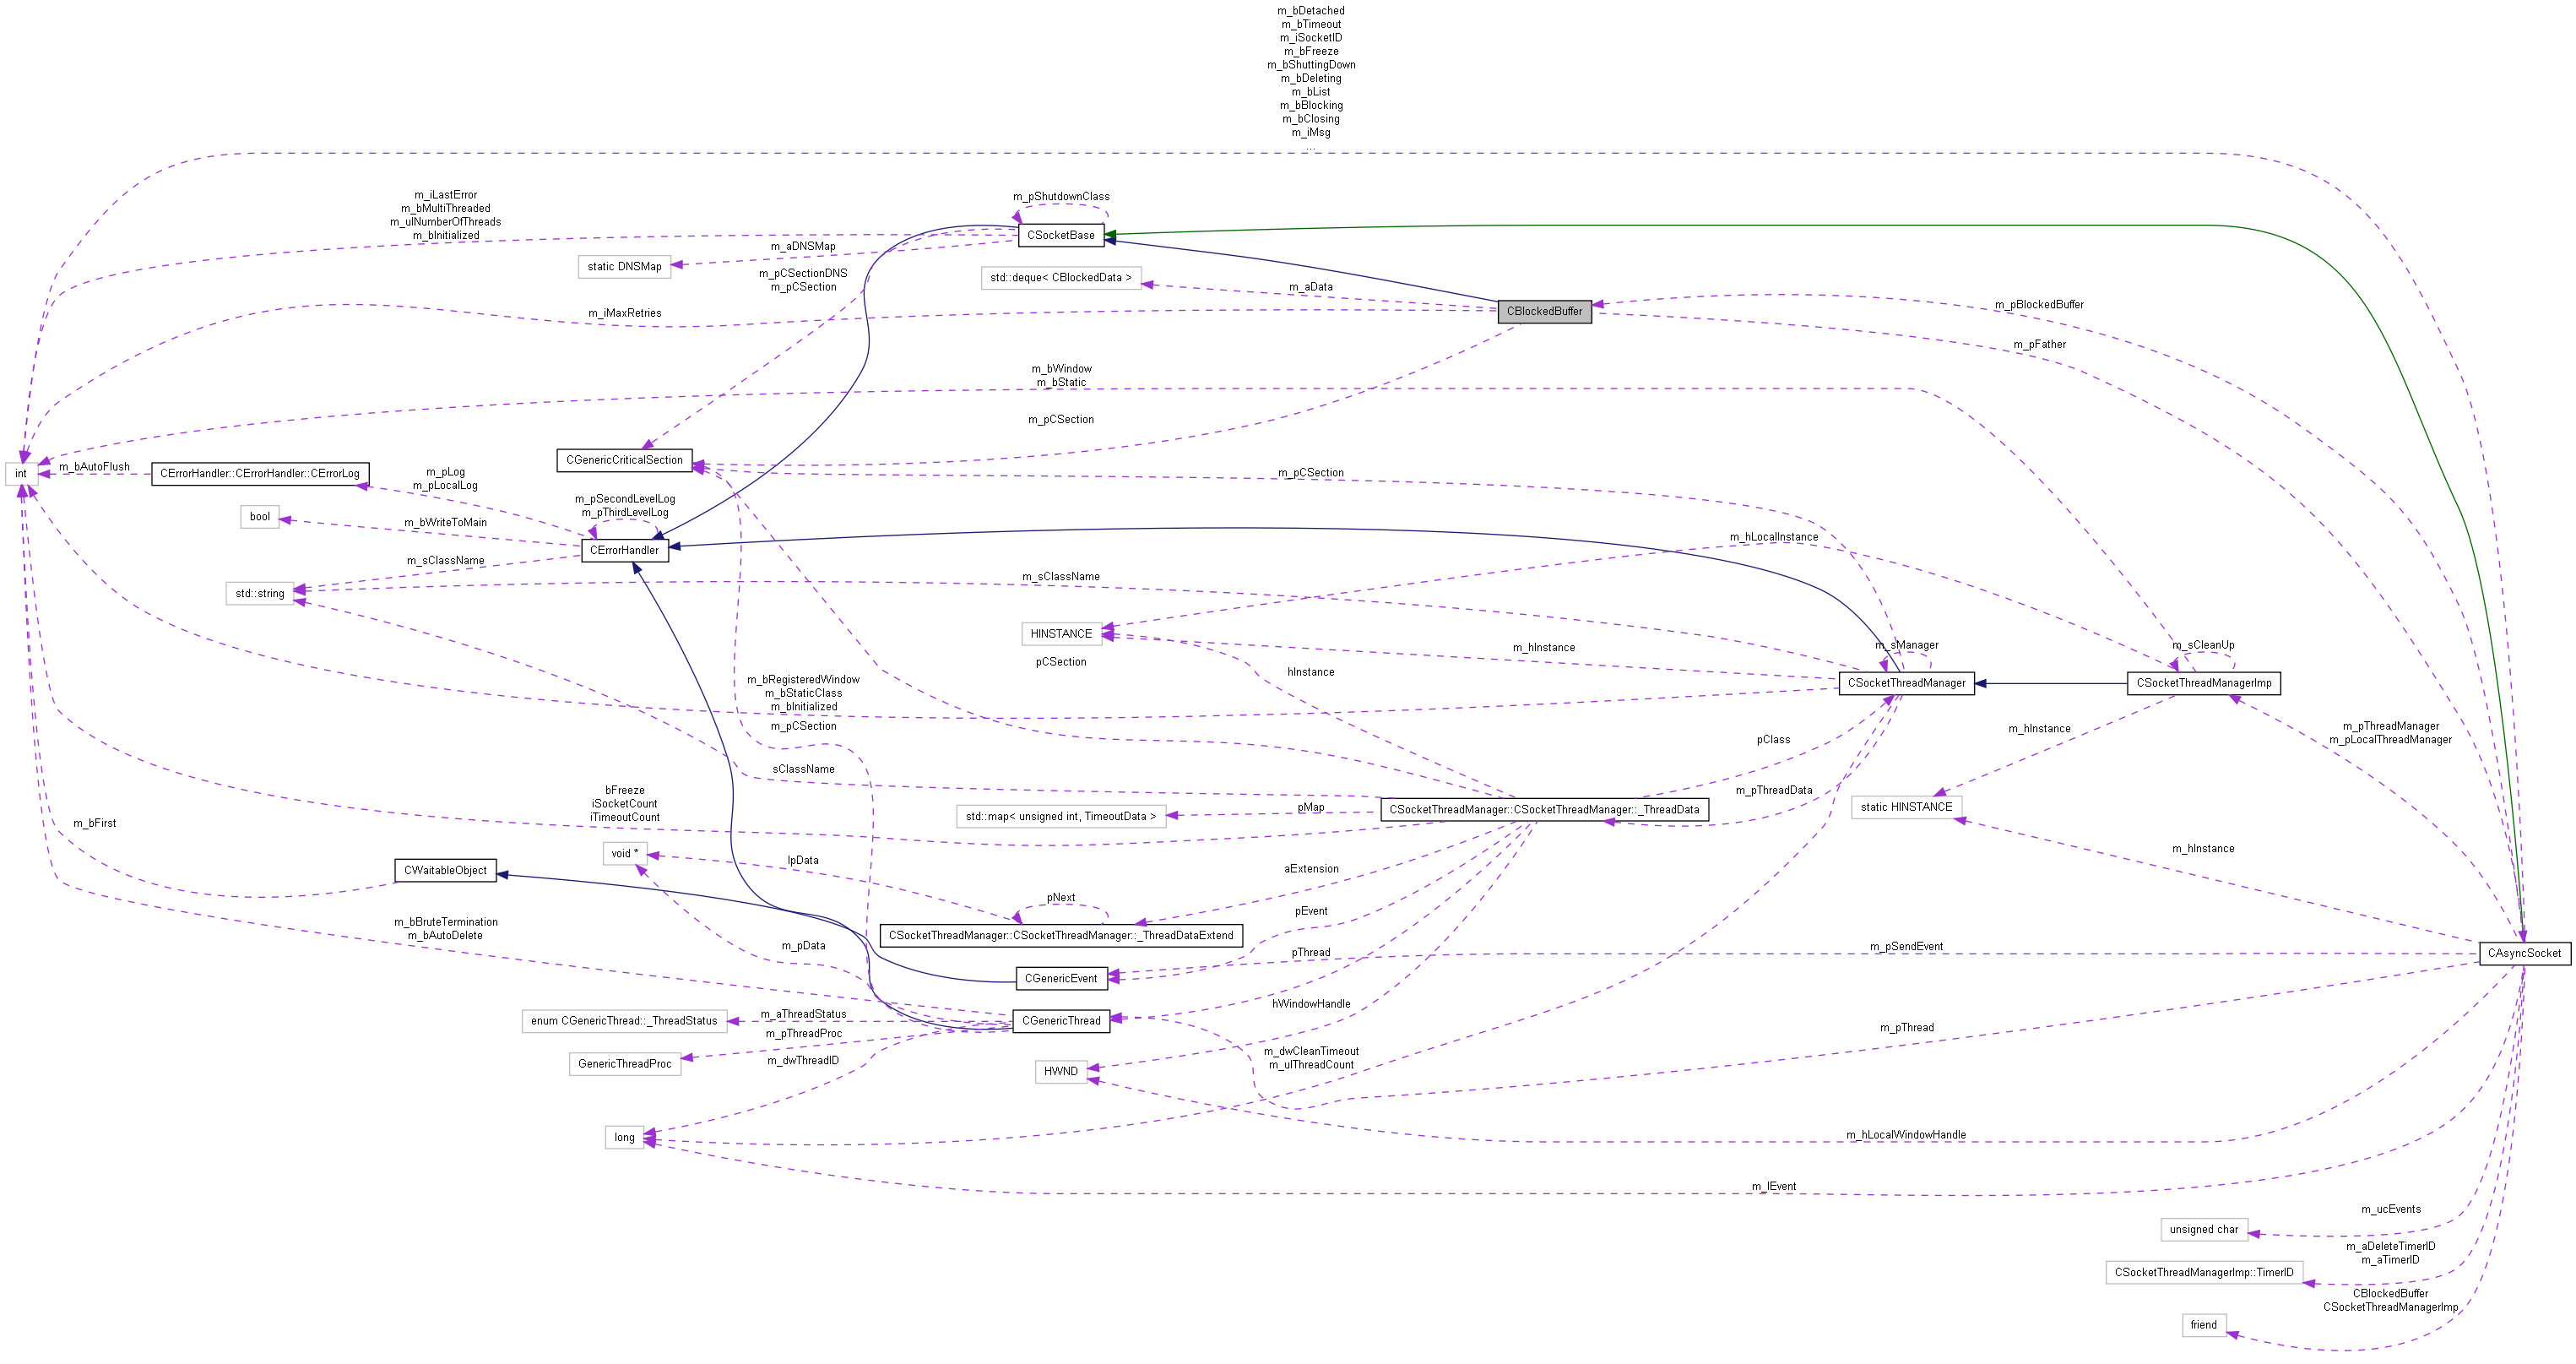 m_bDetached
m_bTimeout
m_iSocketID
m_bFreeze
m_bShuttingDown
m_bDeleting
m_bList
m_bBlocking
m_bClosing
m_iMsg
...
m_iLastError
m_bMultiThreaded
m_ulNumberOfThreads
m_bInitialized
m_pShutdownClass
CSocketBase
m_aDNSMap
static DNSMap
m_pCSectionDNS
m_pCSection
std::deque< CBlockedData >
m_aData
m_iMaxRetries
CBlockedBuffer
m_pBlockedBuffer
m_pFather
m_bWindow
m_bStatic
m_pCSection
CGenericCriticalSection
m_pCSection
int
m_bAutoFlush
CErrorHandler::CErrorHandler::CErrorLog
m_pLog
m_pLocalLog
m_pSecondLevelLog
m_pThirdLevelLog
bool
m_bWriteToMain
CErrorHandler
m_hLocalInstance
m_sClassName
m_sClassName
std::string
HINSTANCE
m_hInstance
m_sManager
m_sCleanUp
pCSection
hInstance
m_bRegisteredWindow
m_bStaticClass
m_bInitialized
CSocketThreadManager
CSocketThreadManagerImp
m_pCSection
m_hInstance
m_pThreadManager
m_pLocalThreadManager
pClass
sClassName
bFreeze
iSocketCount
iTimeoutCount
m_pThreadData
std::map< unsigned int, TimeoutData >
pMap
CSocketThreadManager::CSocketThreadManager::_ThreadData
static HINSTANCE
m_bFirst
void *
lpData
m_hInstance
CWaitableObject
aExtension
pNext
pEvent
m_bBruteTermination
m_bAutoDelete
CSocketThreadManager::CSocketThreadManager::_ThreadDataExtend
m_pData
pThread
m_pSendEvent
CAsyncSocket
CGenericEvent
hWindowHandle
m_aThreadStatus
enum CGenericThread::_ThreadStatus
CGenericThread
m_pThread
m_pThreadProc
GenericThreadProc
m_dwThreadID
HWND
m_dwCleanTimeout
m_ulThreadCount
long
m_hLocalWindowHandle
m_lEvent
m_ucEvents
unsigned char
m_aDeleteTimerID
m_aTimerID
CSocketThreadManagerImp::TimerID
CBlockedBuffer
CSocketThreadManagerImp
friend